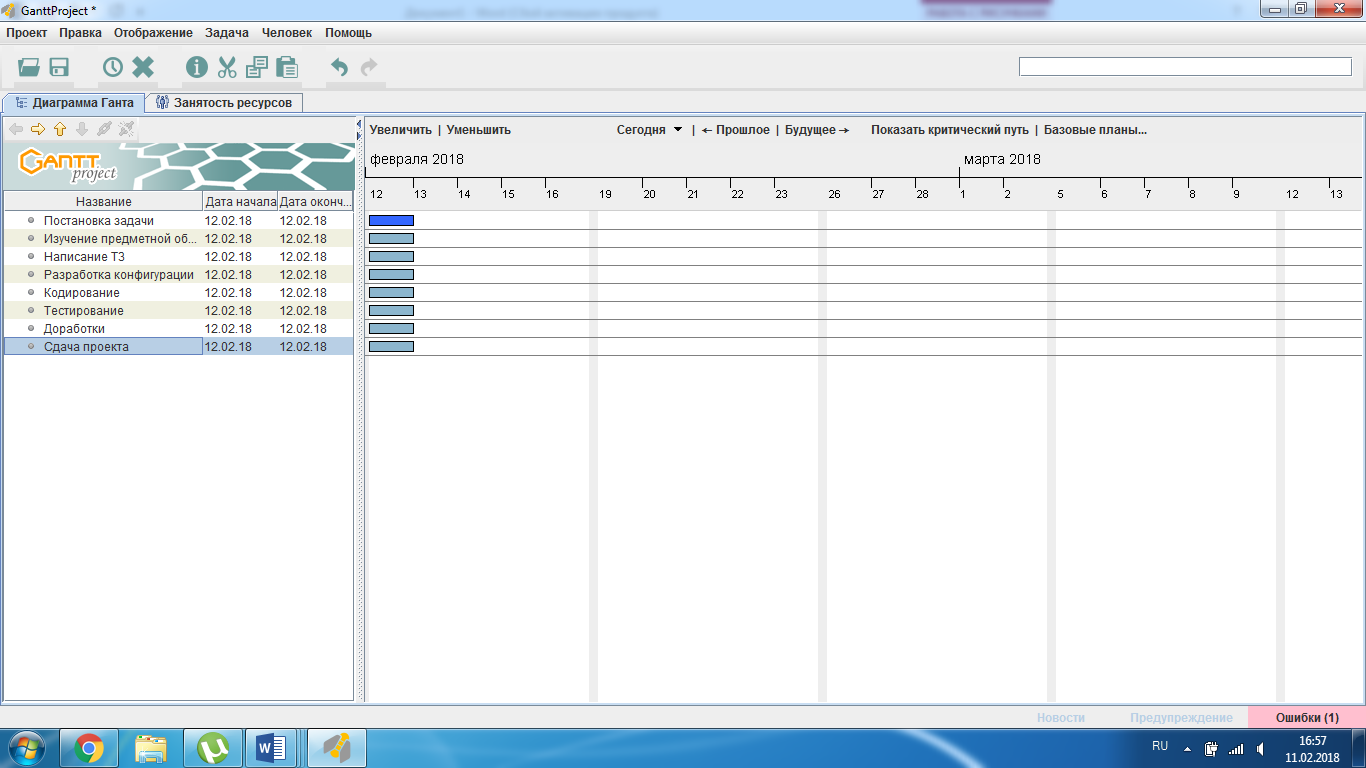 GanttProject *
Проект Правка Отображение Задача Человек Помощь
Диаграмма Ганта Занятость ресурсов
Увеличить | Уменьшить Сегодня | ← Прошлое | Будущее → Показать критический путь | Базовые планы...
GANTT
project
февраля 2018 марта 2018
12 13 14 15 16 19 20 21 22 23 26 27 28 1 2 5 6 7 8 9 12 13
Название Дата начала Дата оконч...
Постановка задачи 12.02.18 12.02.18
Изучение предметной об... 12.02.18 12.02.18
Написание ТЗ 12.02.18 12.02.18
Разработка конфигурации 12.02.18 12.02.18
Кодирование 12.02.18 12.02.18
Тестирование 12.02.18 12.02.18
Доработки 12.02.18 12.02.18
Сдача проекта 12.02.18 12.02.18
Новости Предупреждение Ошибки (1)
RU 16:57
11.02.2018